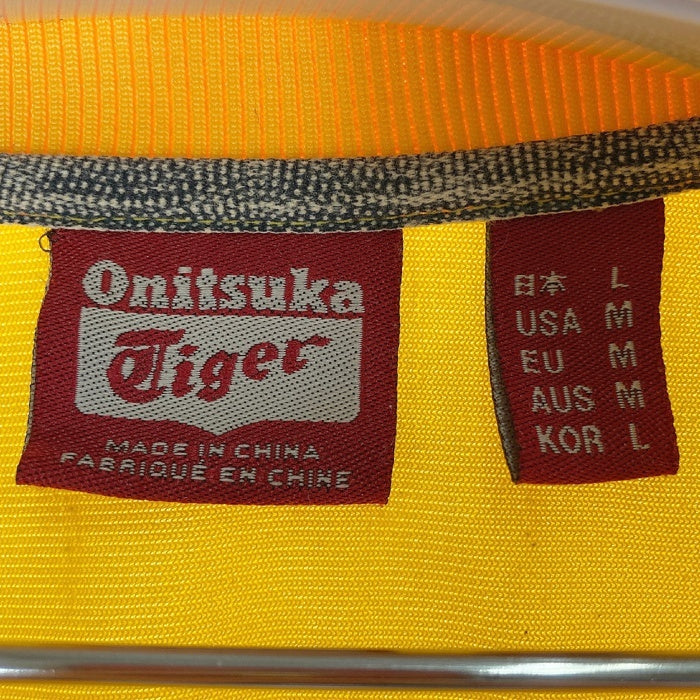 Onitsuka
Tiger
MADE IN CHINA
FABRIQUÉ EN CHINE
日本 L
USA M
EU M
AUS M
KOR L